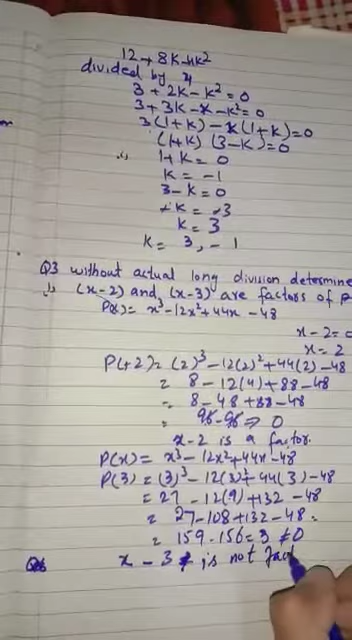 12 + 8k - 4k²
divided by 4
3 + 2k - k² = 0
3 + 3k - k - k² = 0
3(1+k) - k(1+k) = 0
(1+k) (3-k) = 0
∴ 1+k = 0
k = -1
3-k = 0
-k = -3
k = 3
k = 3, -1
Q3 without actual long division determine
(x-2) and (x-3) are factors of P
P(x) = x³-12x²+44x-48
x-2=0
x = 2
P(+2) = (2)³-12(2)²+44(2)-48
= 8-12(4)+88-48
= 8-48+88-48
= 96-96 ⇒ 0
x-2 is a factor.
P(x) = x³-12x²+44x-48
P(3) = (3)³-12(3)²+44(3)-48
= 27-12(9)+132-48
= 27-108+132-48
= 159-156 = 3 ≠ 0
x-3 is not fac